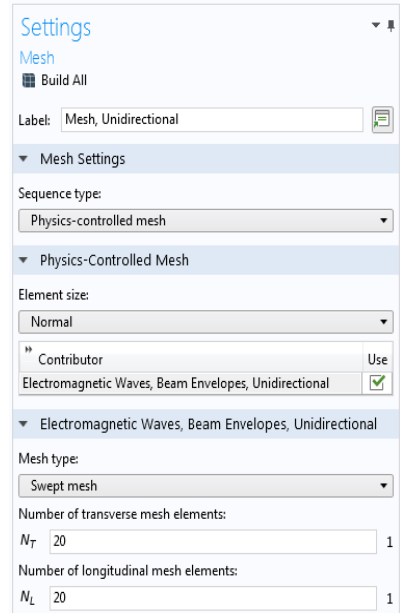 Settings
Mesh
Build All
Label: Mesh, Unidirectional
Mesh Settings
Sequence type:
Physics-controlled mesh
Physics-Controlled Mesh
Element size:
Normal
Contributor Use
Electromagnetic Waves, Beam Envelopes, Unidirectional
Electromagnetic Waves, Beam Envelopes, Unidirectional
Mesh type:
Swept mesh
Number of transverse mesh elements:
N_T 20 1
Number of longitudinal mesh elements:
N_L 20 1